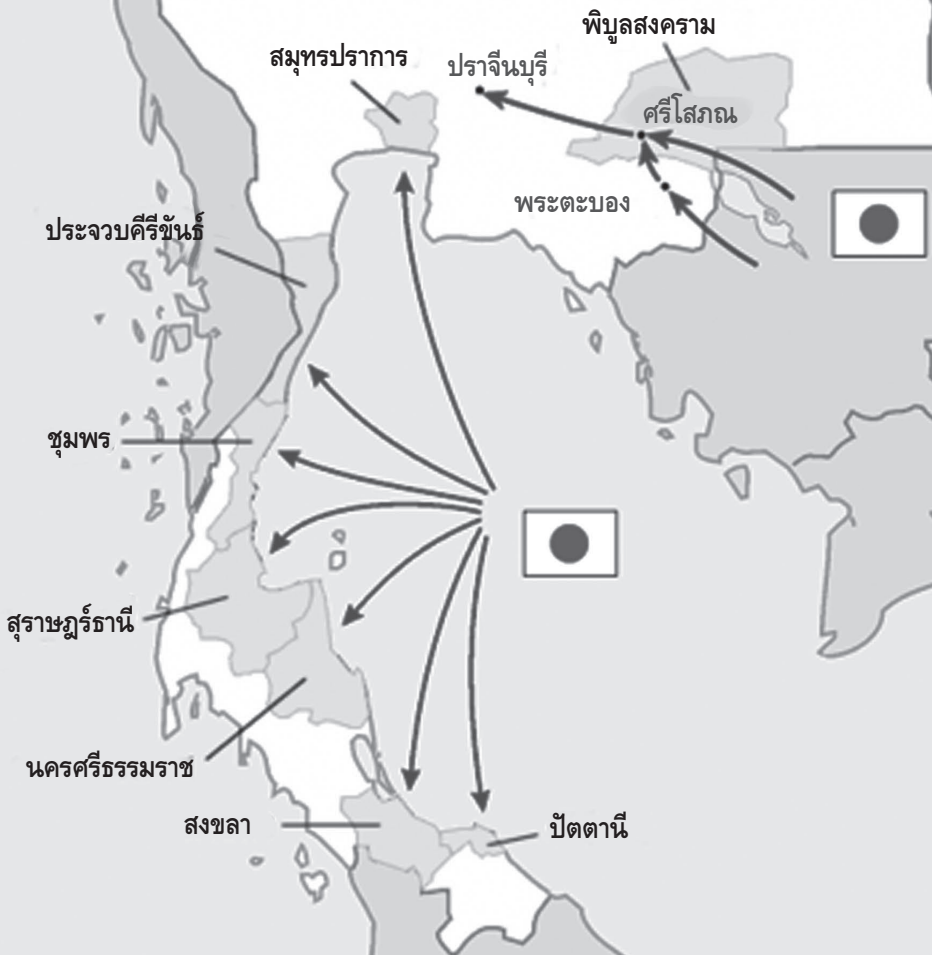 พิบูลสงคราม
สมุทรปราการ
ปราจีนบุรี
ศรีโสภณ
พระตะบอง
ประจวบคีรีขันธ์
ชุมพร
สุราษฎร์ธานี
นครศรีธรรมราช
สงขลา
ปัตตานี